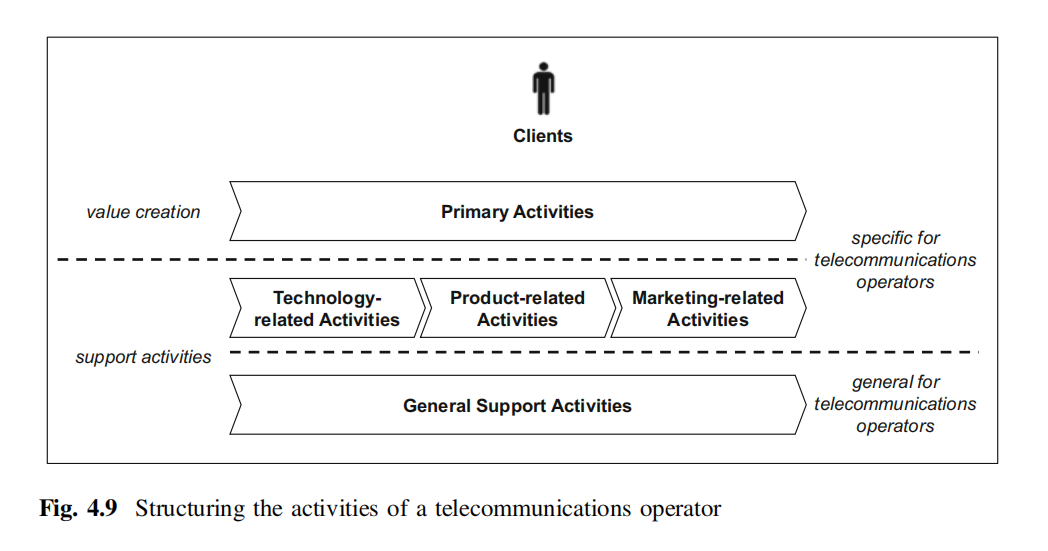 Clients
value creation
Primary Activities
specific for
telecommunications
operators
Technology-
related Activities
Product-related
Activities
Marketing-related
Activities
support activities
General Support Activities
general for
telecommunications
operators
Fig. 4.9 Structuring the activities of a telecommunications operator